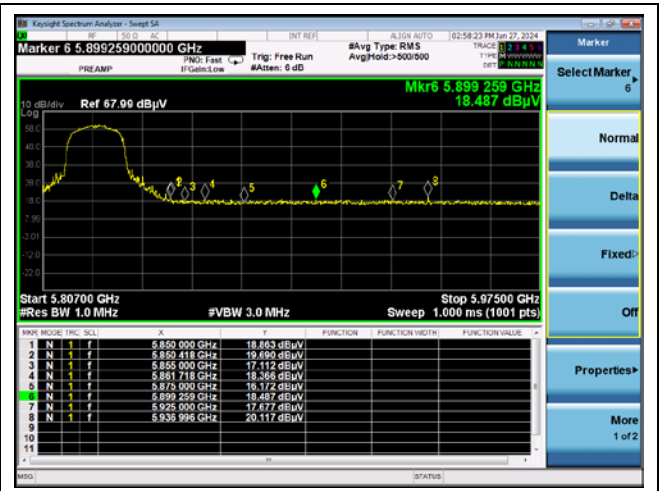 Keysight Spectrum Analyzer - Swept SA
RF 50 Ω AC INT REF ALIGN AUTO 02:58:23 PM Jun 27, 2024
Marker 6 5.899259000000 GHz
#Avg Type: RMS
TRACE 1 2 3 4 5 6
PNO: Fast
Trig: Free Run
Avg|Hold:>500/500
TYPE
PREAMP
IFGain:Low
#Atten: 6 dB
DET P N N N N N
Mkr6 5.899 259 GHz
10 dB/div Ref 67.99 dBµV
18.487 dBµV
Log
58.0
48.0
38.0
28.0
18.0
7.99
-2.01
-12.0
-22.0
2 3 4 5 6 7 8
Start 5.80700 GHz
Stop 5.97500 GHz
#Res BW 1.0 MHz #VBW 3.0 MHz Sweep 1.000 ms (1001 pts)
MKR MODE TRC SCL X Y FUNCTION FUNCTION WIDTH FUNCTION VALUE
1 N 1 f 5.850 000 GHz 18.863 dBµV
2 N 1 f 5.850 418 GHz 19.690 dBµV
3 N 1 f 5.855 000 GHz 17.112 dBµV
4 N 1 f 5.861 718 GHz 18.366 dBµV
5 N 1 f 5.875 000 GHz 16.172 dBµV
6 N 1 f 5.899 259 GHz 18.487 dBµV
7 N 1 f 5.925 000 GHz 17.677 dBµV
8 N 1 f 5.936 996 GHz 20.117 dBµV
9
10
11
MSG STATUS
Marker
Select Marker
6
Normal
Delta
Fixed
Off
Properties
More
1 of 2